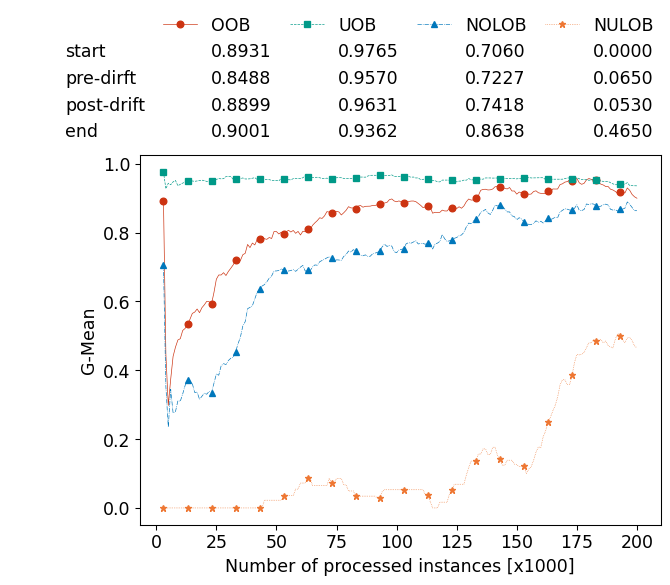 OOB UOB NOLOB NULOB
start 0.8931 0.9765 0.7060 0.0000
pre-dirft 0.8488 0.9570 0.7227 0.0650
post-drift 0.8899 0.9631 0.7418 0.0530
end 0.9001 0.9362 0.8638 0.4650
1.0
0.8
0.6
0.4
0.2
0.0
G-Mean
0 25 50 75 100 125 150 175 200
Number of processed instances [x1000]